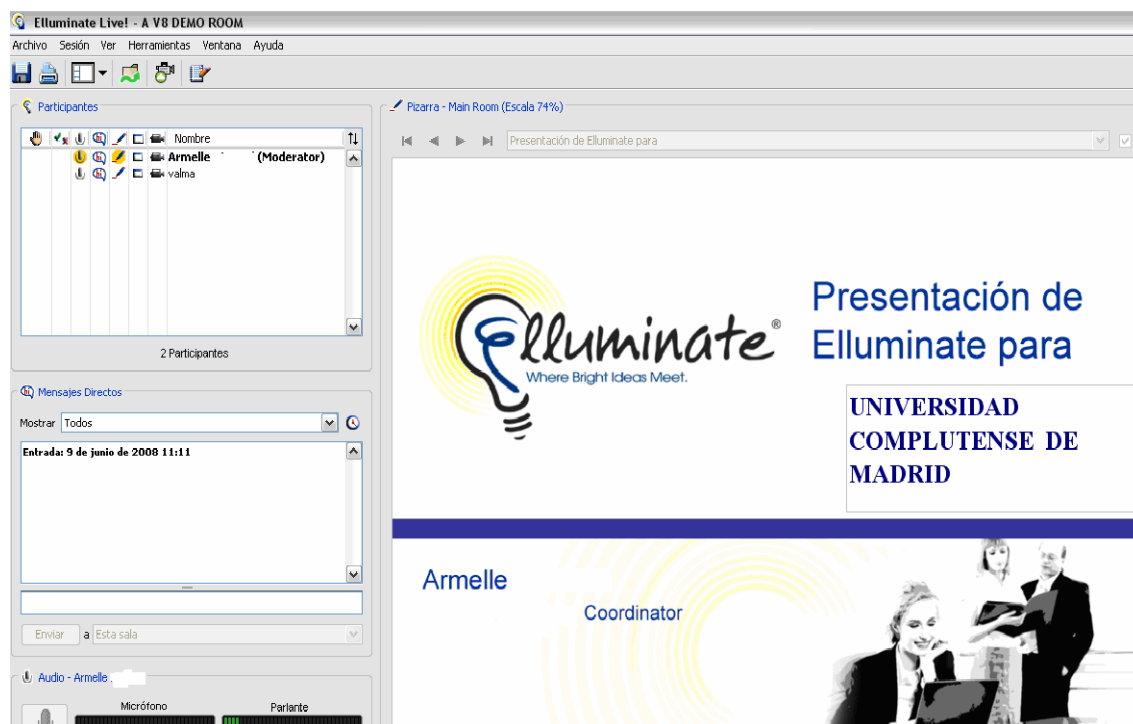 Elluminate Live! - A V8 DEMO ROOM
Archivo Sesión Ver Herramientas Ventana Ayuda
Participantes
Nombre
Armelle (Moderator)
valma
2 Participantes
Mensajes Directos
Mostrar Todos
Entrada: 9 de junio de 2008 11:11
Enviar a Esta sala
Audio - Armelle
Micrófono Parlante
Pizarra - Main Room (Escala 74%)
Presentación de Elluminate para
Elluminate®
Where Bright Ideas Meet.
Presentación de
Elluminate para
UNIVERSIDAD
COMPLUTENSE DE
MADRID
Armelle
Coordinator